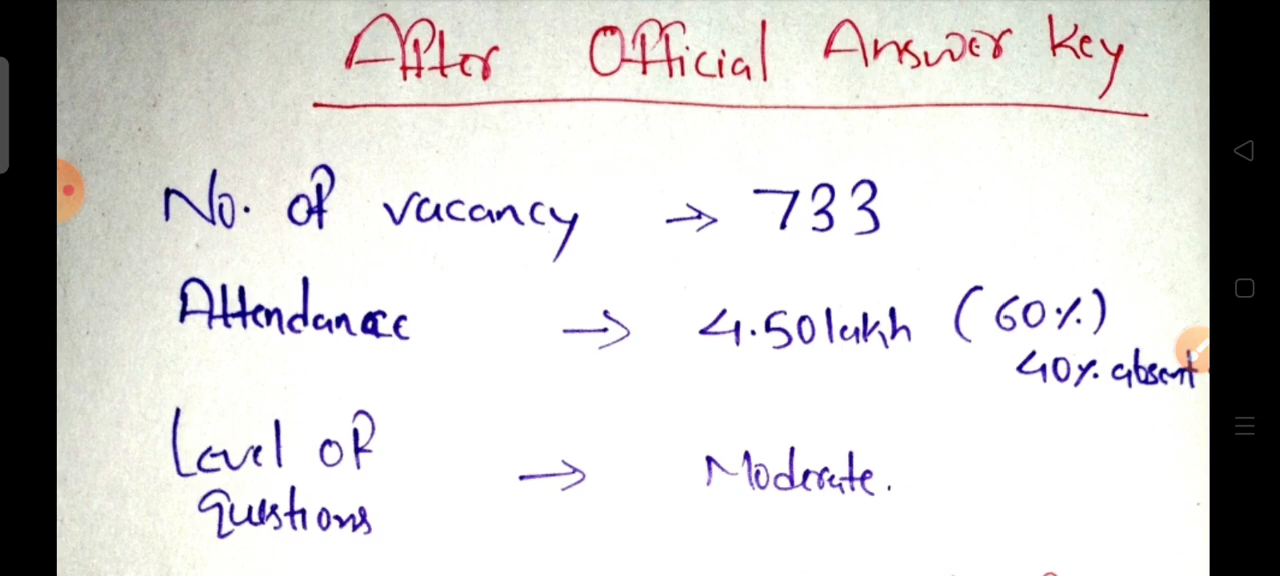 After Official Answer Key
No. of vacancy → 733
Attendance → 4.50 lakh (60%)
40% absent
Level of → Moderate.
questions